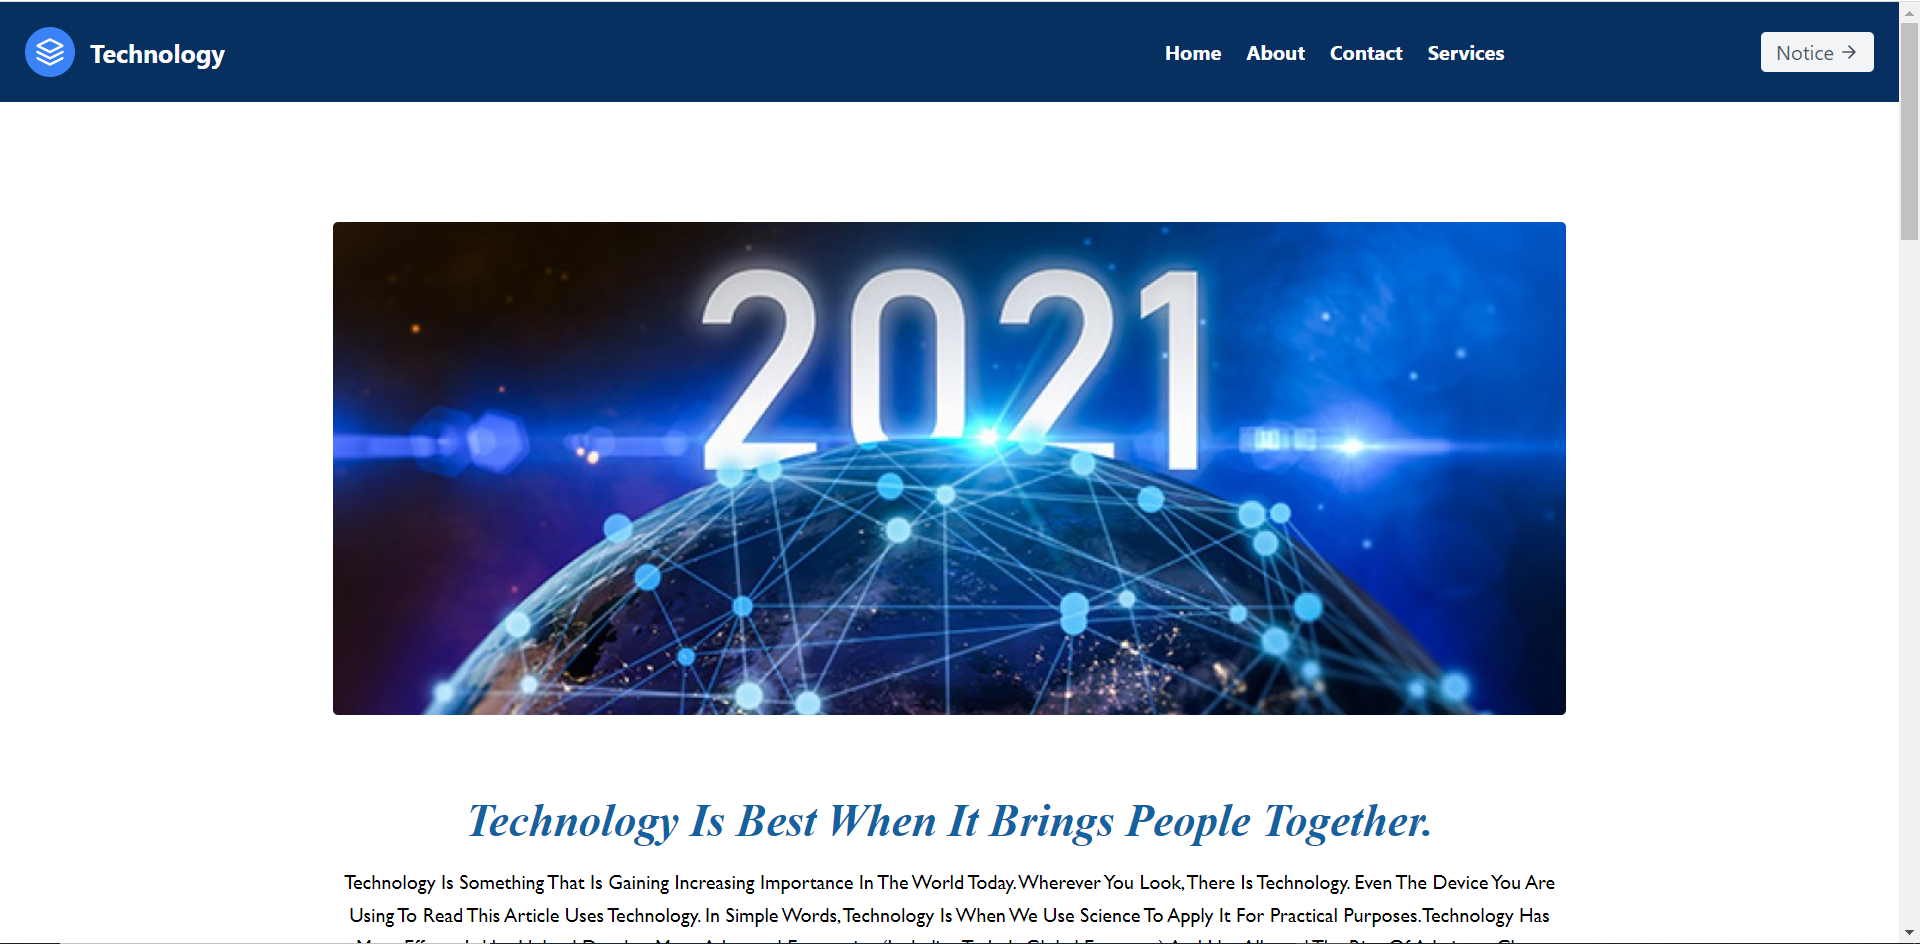 Technology
Home About Contact Services
Notice
2021
Technology Is Best When It Brings People Together.
Technology Is Something That Is Gaining Increasing Importance In The World Today. Wherever You Look, There Is Technology. Even The Device You Are
Using To Read This Article Uses Technology. In Simple Words, Technology Is When We Use Science To Apply It For Practical Purposes. Technology Has